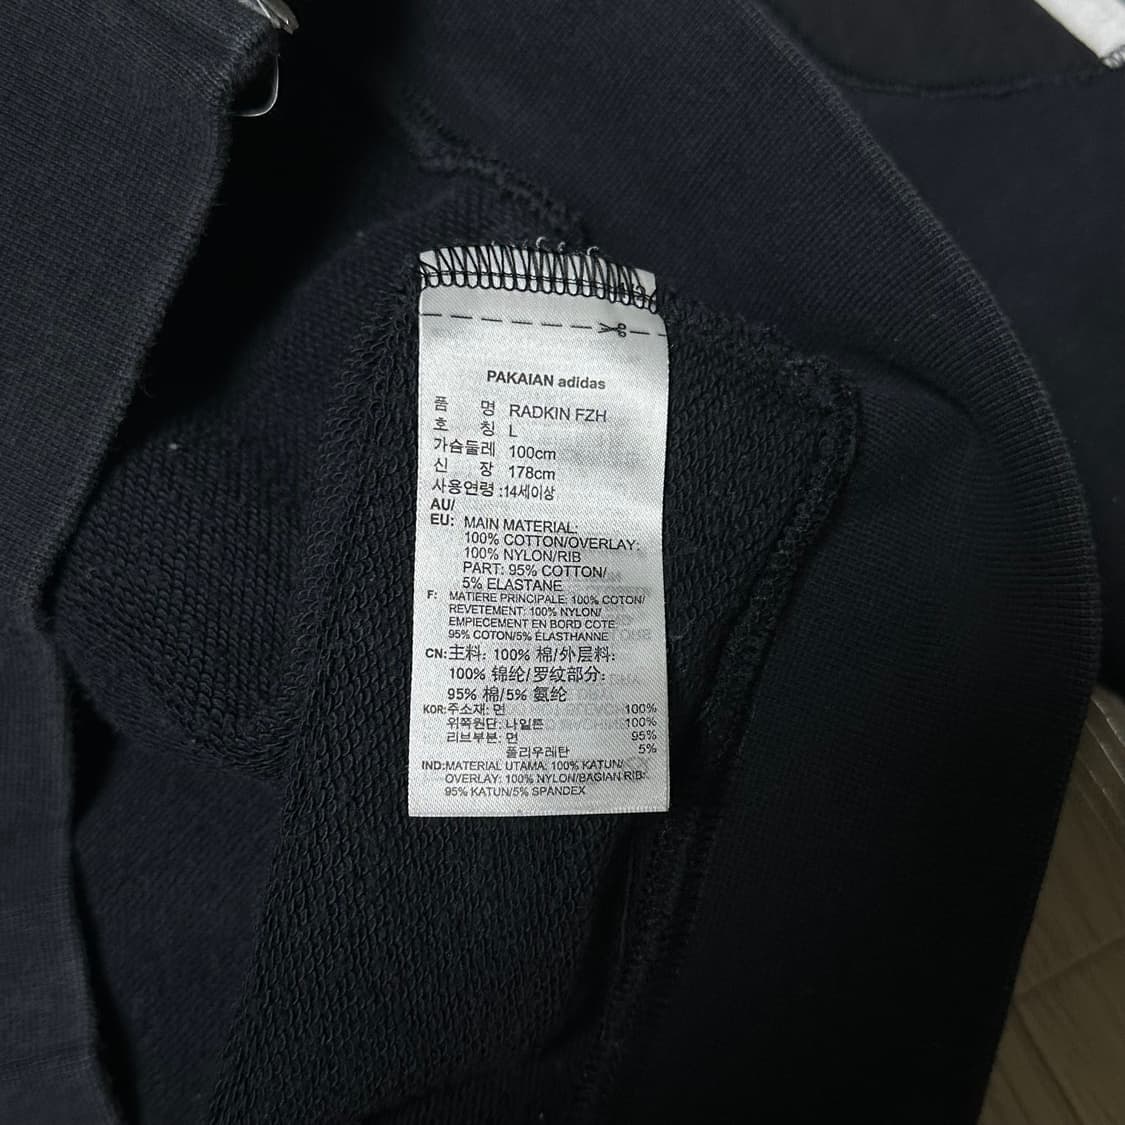 PAKAIAN adidas
품 명 RADKIN FZH
호 칭 L
가슴둘레 100cm
신 장 178cm
사용연령 :14세이상
AU/
EU: MAIN MATERIAL:
100% COTTON/OVERLAY:
100% NYLON/RIB
PART: 95% COTTON/
5% ELASTANE
F: MATIERE PRINCIPALE: 100% COTON/
REVETEMENT: 100% NYLON/
EMPIECEMENT EN BORD COTE:
95% COTON/5% ÉLASTHANNE
CN:主料: 100% 棉/外层料:
100% 锦纶/罗纹部分:
95% 棉/5% 氨纶
KOR:주소재: 면 100%
위쪽원단: 나일론 100%
리브부분: 면 95%
폴리우레탄 5%
IND:MATERIAL UTAMA: 100% KATUN/
OVERLAY: 100% NYLON/BAGIAN RIB:
95% KATUN/5% SPANDEX